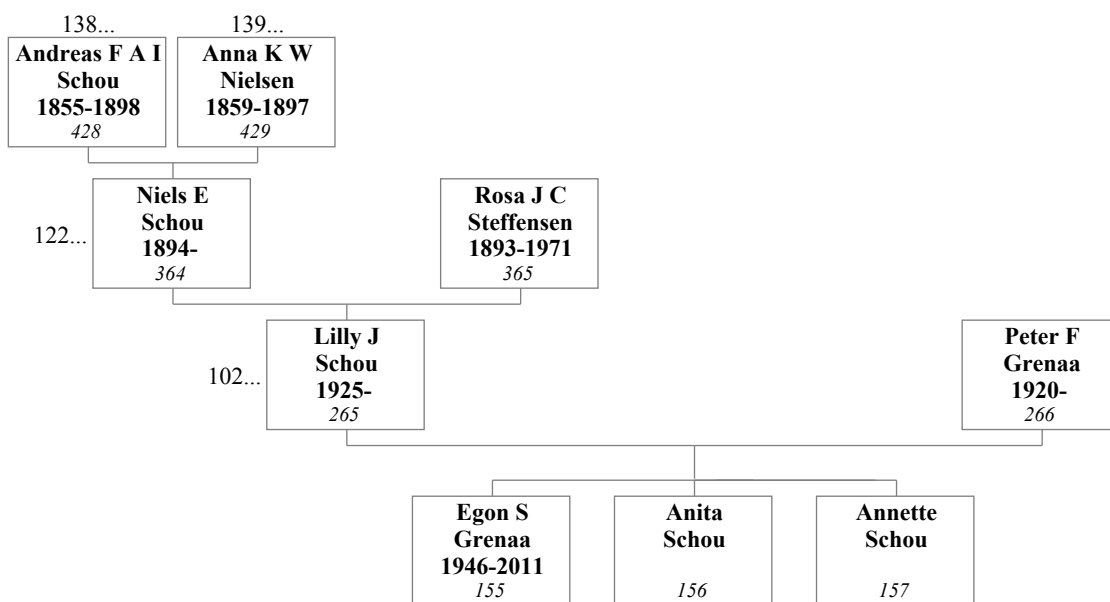 138...
139...
Andreas F A I
Schou
1855-1898
428
Anna K W
Nielsen
1859-1897
429
122...
Niels E
Schou
1894-
364
Rosa J C
Steffensen
1893-1971
365
102...
Lilly J
Schou
1925-
265
Peter F
Grenaa
1920-
266
Egon S
Grenaa
1946-2011
155
Anita
Schou
156
Annette
Schou
157